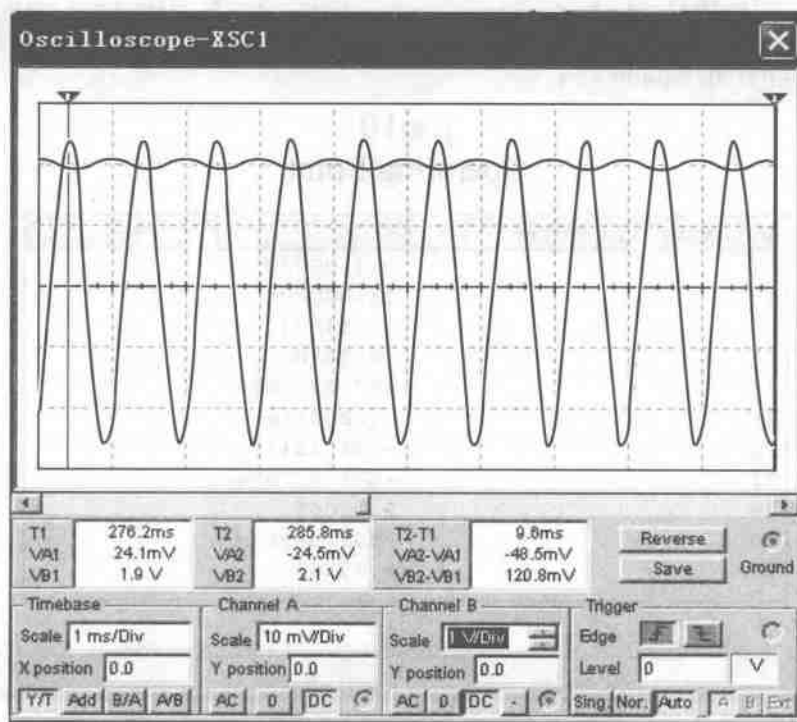 Oscilloscope-XSC1
T1 276.2ms T2 285.8ms T2-T1 9.6ms Reverse
VA1 24.1mV VA2 -24.5mV VA2-VA1 -48.5mV
VB1 1.9 V VB2 2.1 V VB2-VB1 120.8mV Save Ground
Timebase Channel A Channel B Trigger
Scale 1 ms/Div Scale 10 mV/Div Scale 1 V/Div Edge
X position 0.0 Y position 0.0 Y position 0.0 Level 0 V
Y/T Add B/A A/B AC 0 DC AC 0 DC - Sing. Nor. Auto A B Ext